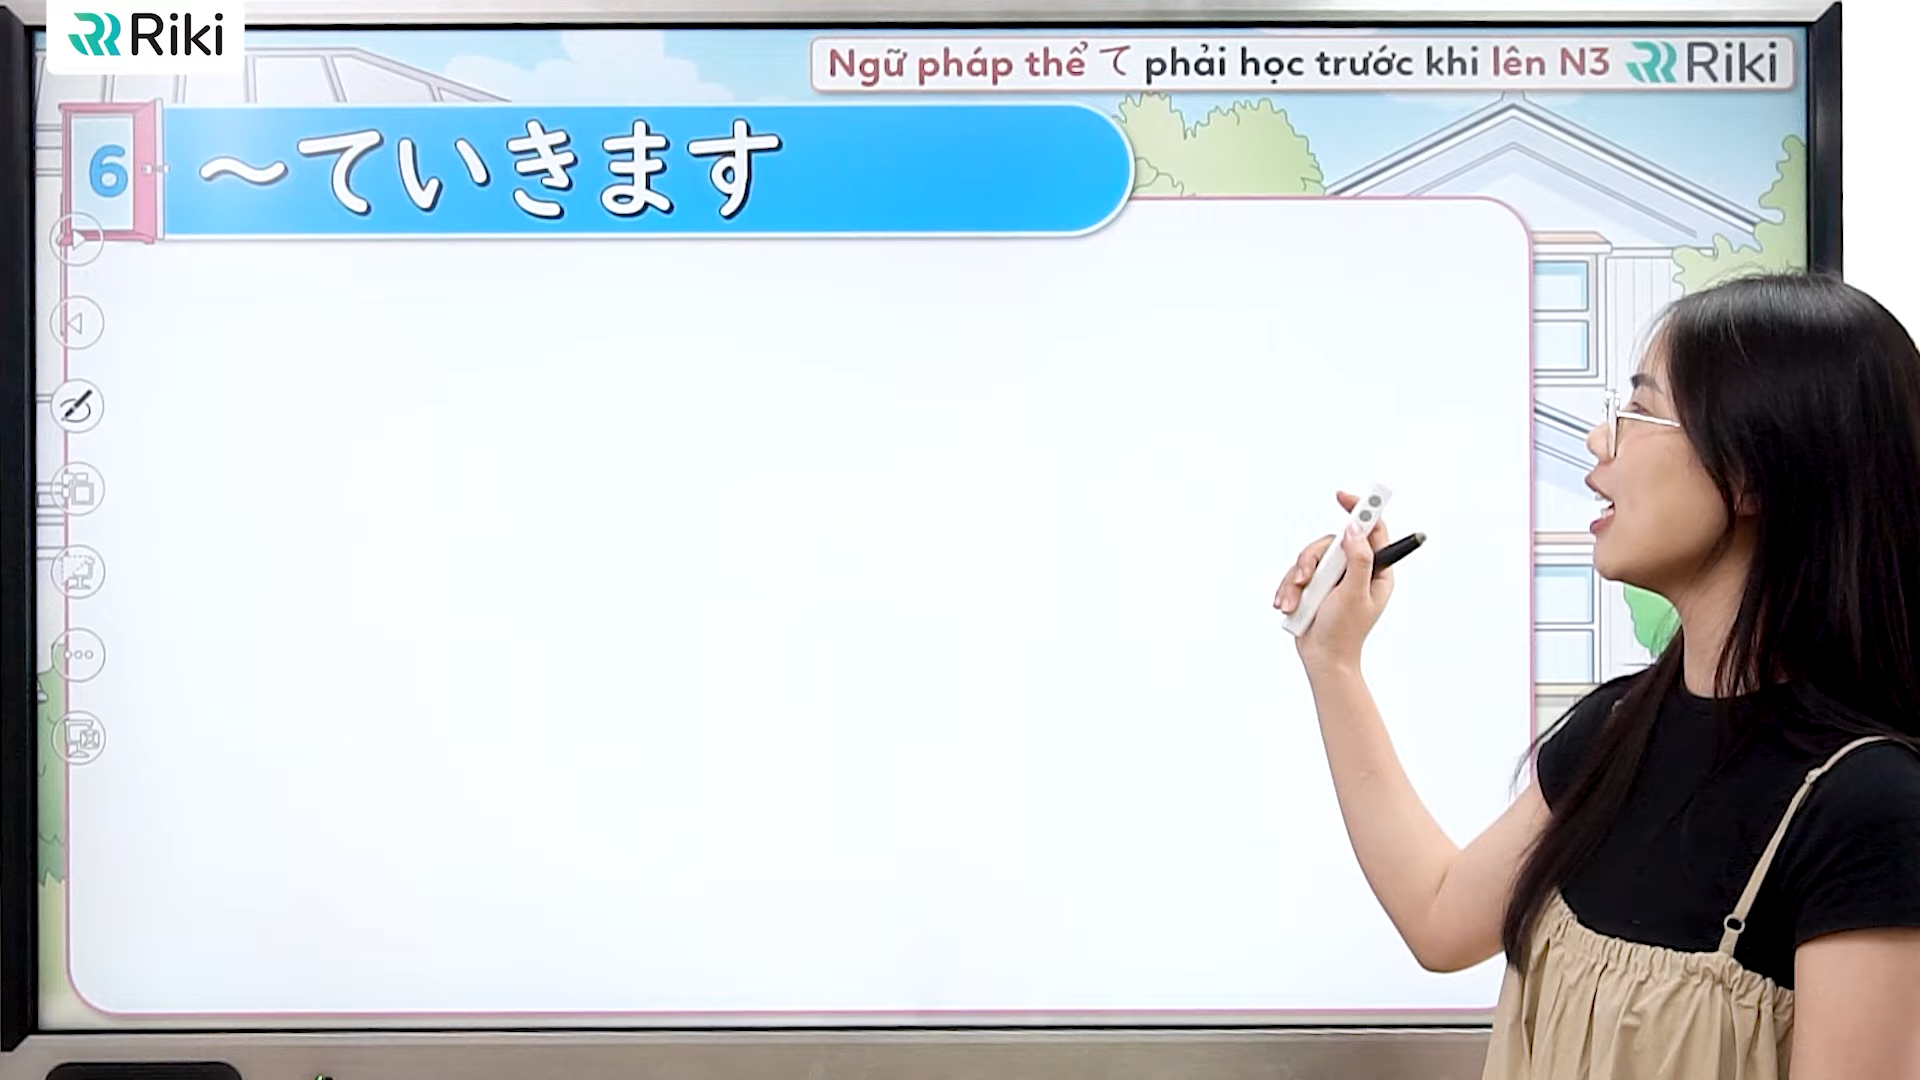 Riki
Ngữ pháp thể て phải học trước khi lên N3 Riki
6 ～ていきます